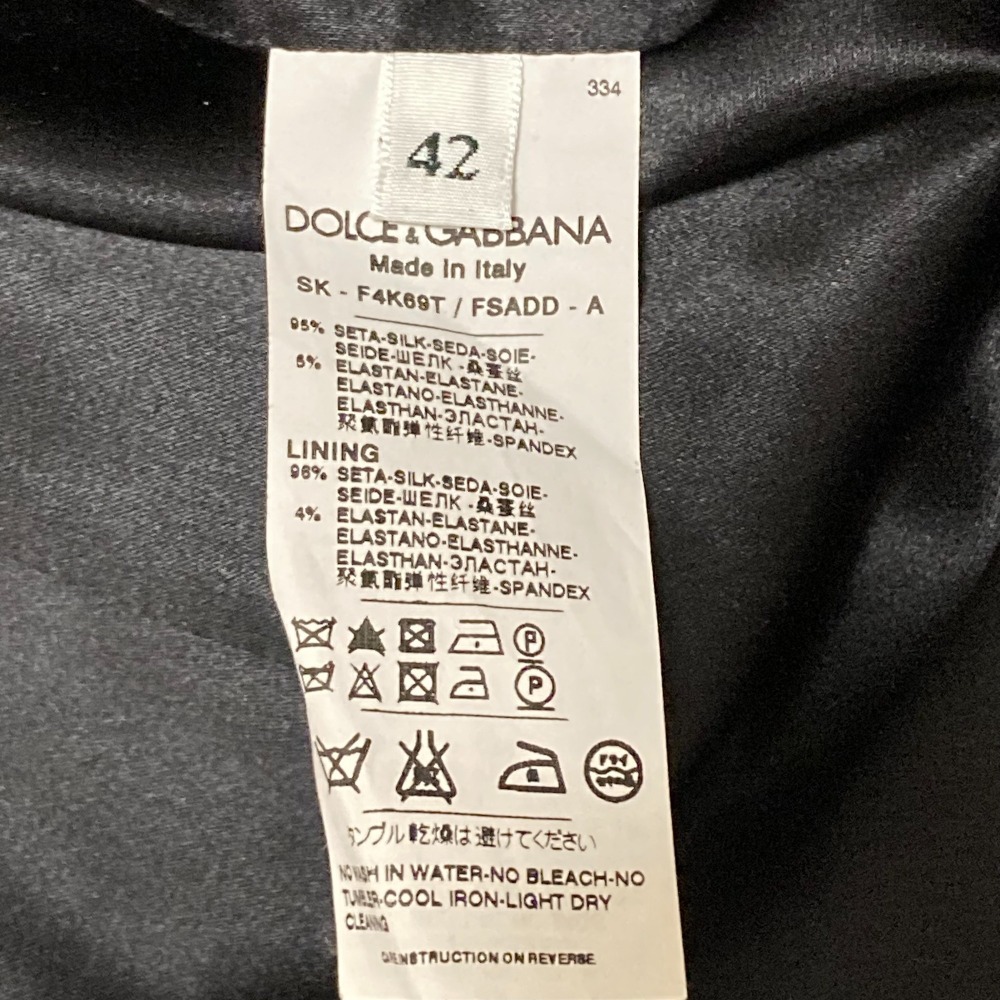 334
42
DOLCE & GABBANA
Made in Italy
SK - F4K69T / FSADD - A
95% SETA-SILK-SEDA-SOIE-
SEIDE-ШЕЛК-桑蚕丝
5% ELASTAN-ELASTANE-
ELASTANO-ELASTHANNE-
ELASTHAN-ЭЛАСТАН-
聚氨酯弹性纤维-SPANDEX
LINING
96% SETA-SILK-SEDA-SOIE-
SEIDE-ШЕЛК-桑蚕丝
4% ELASTAN-ELASTANE-
ELASTANO-ELASTHANNE-
ELASTHAN-ЭЛАСТАН-
聚氨酯弹性纤维-SPANDEX
P
P
ドライ
タンブル乾燥は避けてください
NO WASH IN WATER-NO BLEACH-NO
TUMBLER-COOL IRON-LIGHT DRY
CLEANING
INSTRUCTION ON REVERSE